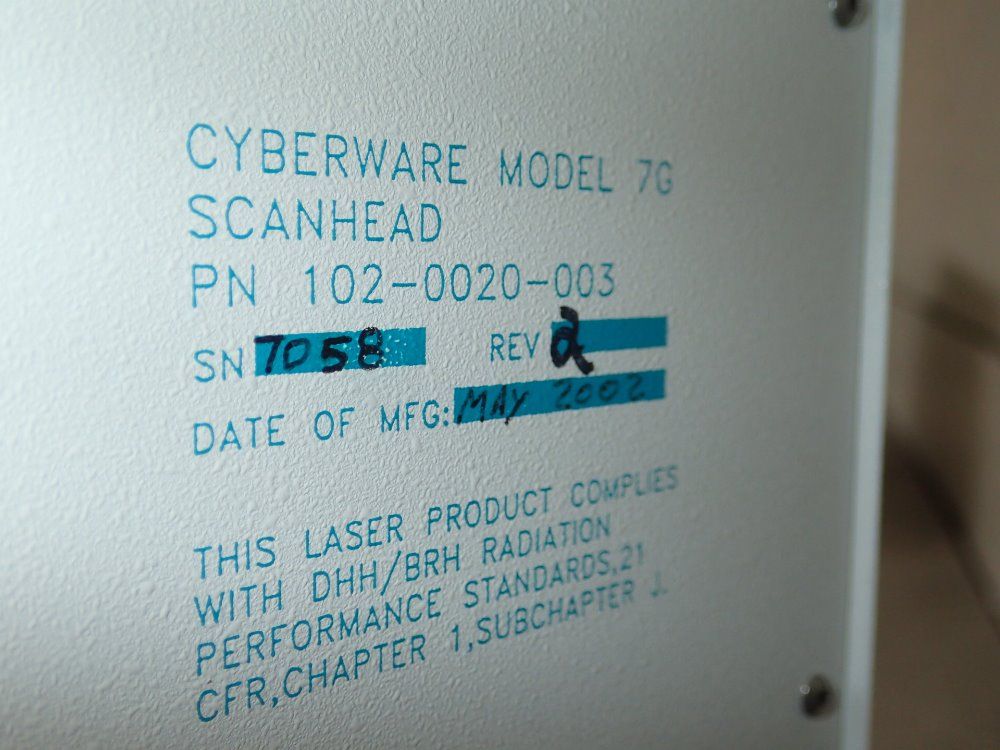 CYBERWARE MODEL 7G
SCANHEAD
PN 102-0020-003
SN 7058 REV 2
DATE OF MFG: MAY 2002
THIS LASER PRODUCT COMPLIES
WITH DHH/BRH RADIATION
PERFORMANCE STANDARDS,21
CFR,CHAPTER 1,SUBCHAPTER J.